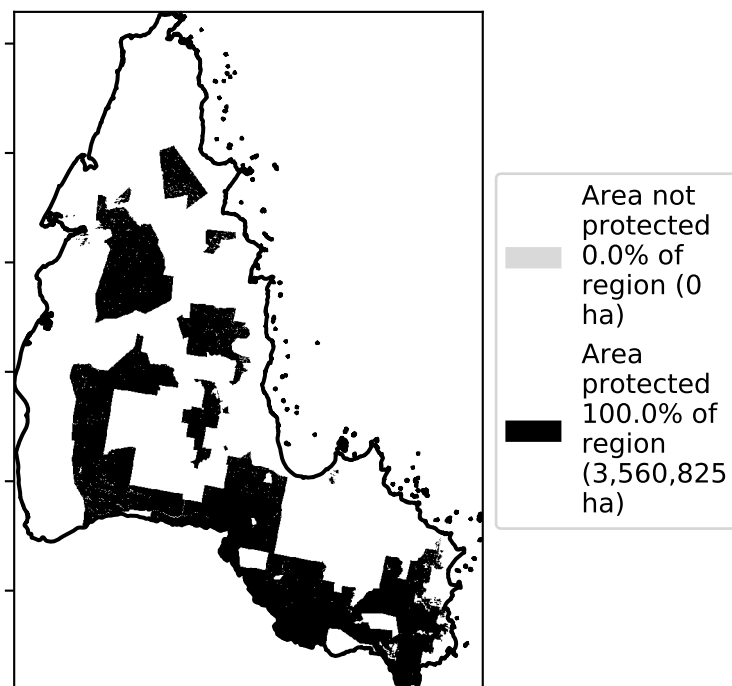 Area not
protected
0.0% of
region (0
ha)
Area
protected
100.0% of
region
(3,560,825
ha)